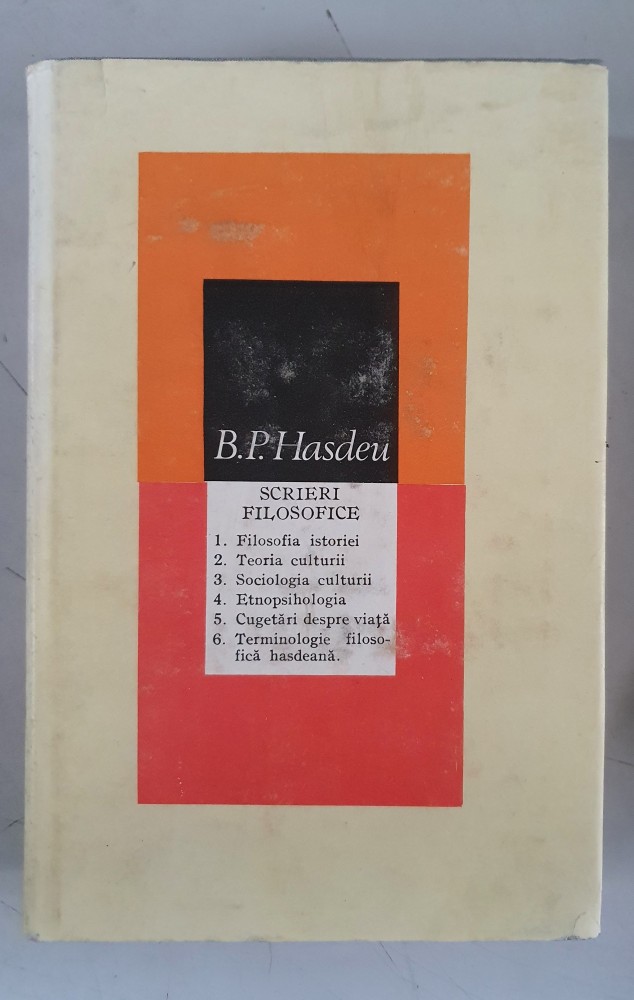 B.P. Hasdeu
SCRIERI
FILOSOFICE
1. Filosofia istoriei
2. Teoria culturii
3. Sociologia culturii
4. Etnopsihologia
5. Cugetări despre viață
6. Terminologie filoso-
fică hasdeană.